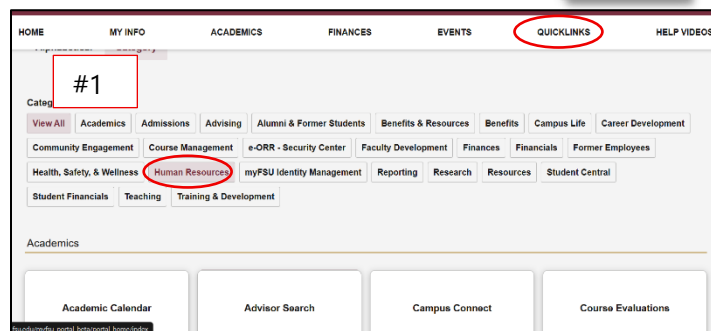 HOME MY INFO ACADEMICS FINANCES EVENTS QUICKLINKS HELP VIDEOS
Alphabetical Category
#1
Categ
View All Academics Admissions Advising Alumni & Former Students Benefits & Resources Benefits Campus Life Career Development
Community Engagement Course Management e-ORR - Security Center Faculty Development Finances Financials Former Employees
Health, Safety, & Wellness Human Resources myFSU Identity Management Reporting Research Resources Student Central
Student Financials Teaching Training & Development
Academics
Academic Calendar Advisor Search Campus Connect Course Evaluations